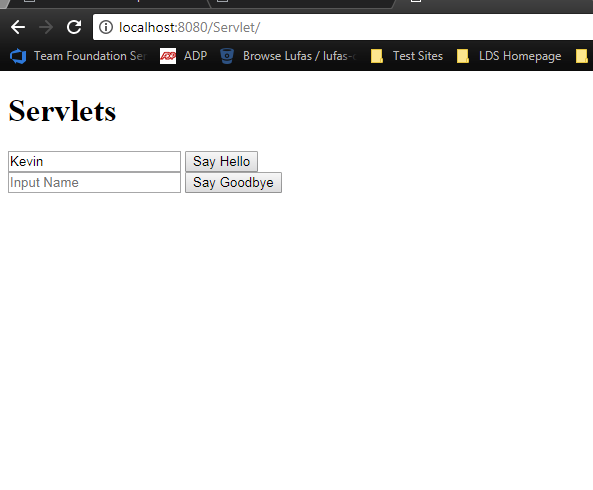 localhost:8080/Servlet/
Team Foundation Ser ADP Browse Lufas / lufas- Test Sites LDS Homepage
Servlets
Kevin Say Hello
Input Name Say Goodbye